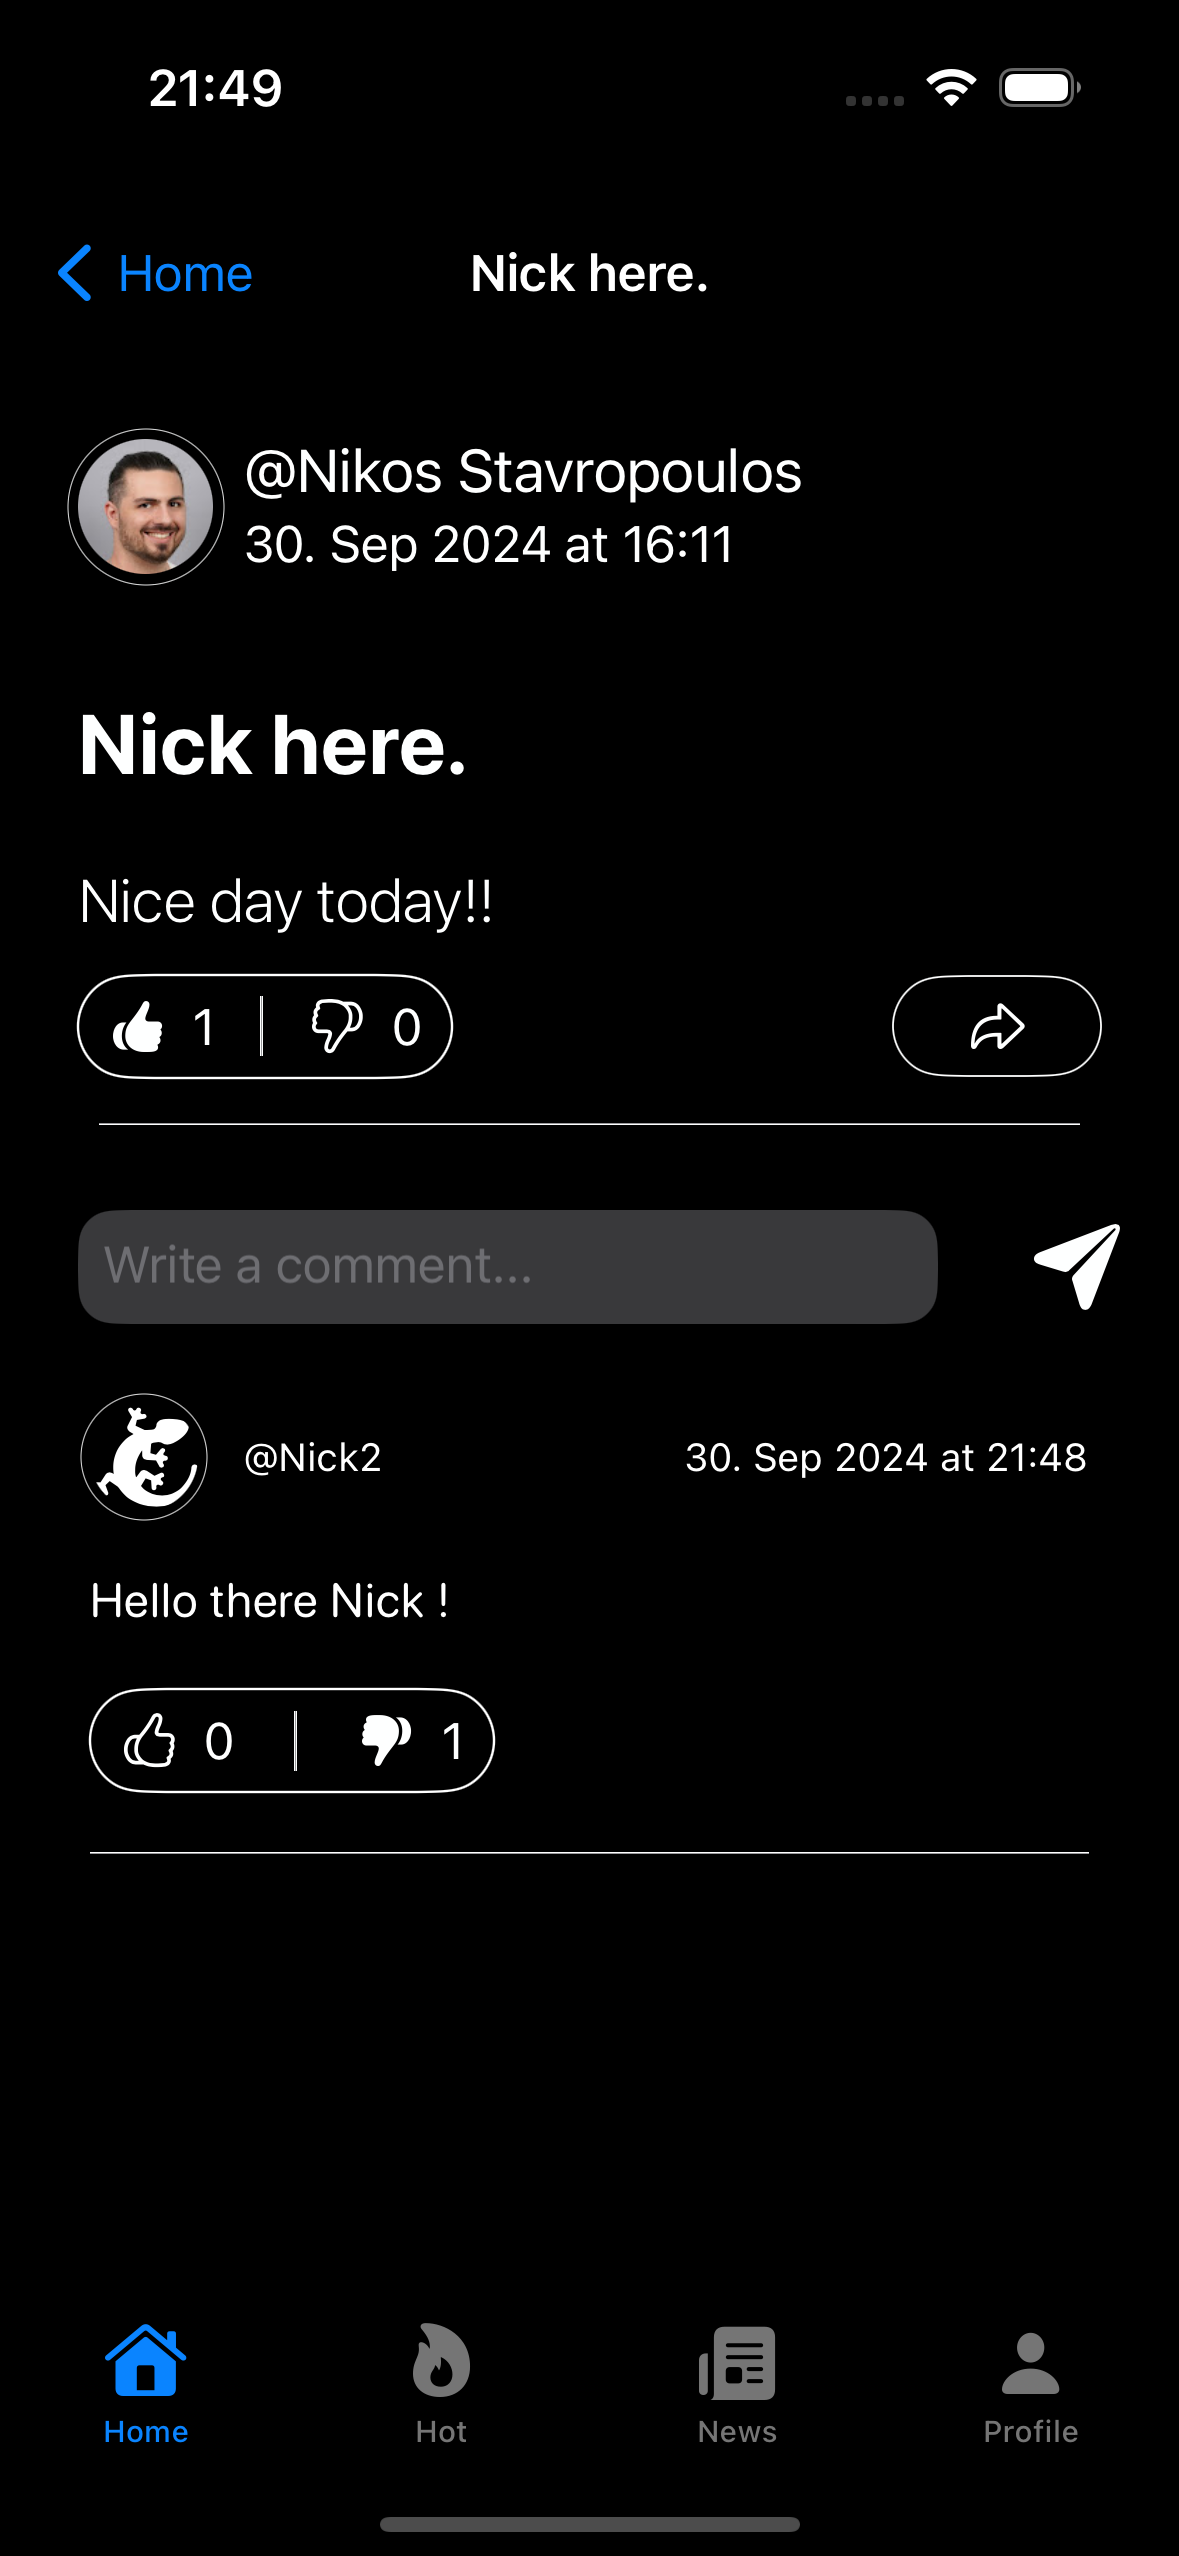 21:49
Home
Nick here.
@Nikos Stavropoulos
30. Sep 2024 at 16:11
Nick here.
Nice day today!!
1 0
Write a comment...
@Nick2 30. Sep 2024 at 21:48
Hello there Nick !
0 1
Home Hot News Profile